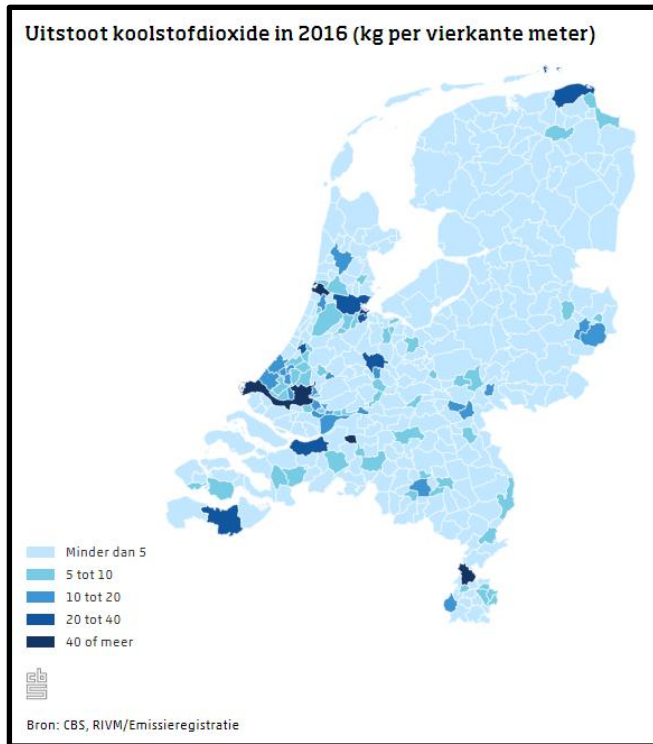 Uitstoot koolstofdioxide in 2016 (kg per vierkante meter)
Minder dan 5
5 tot 10
10 tot 20
20 tot 40
40 of meer
cbs
Bron: CBS, RIVM/Emissieregistratie